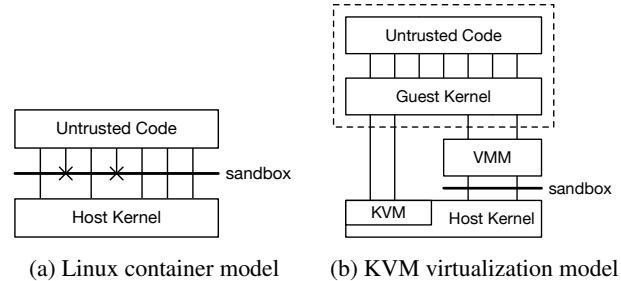 Untrusted Code
sandbox
Host Kernel
(a) Linux container model
Untrusted Code
Guest Kernel
VMM
sandbox
KVM
Host Kernel
(b) KVM virtualization model